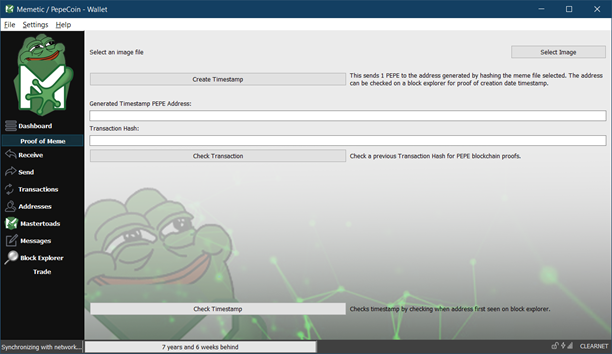 Memetic / PepeCoin - Wallet
File Settings Help
Select an image file
Select Image
Create Timestamp
This sends 1 PEPE to the address generated by hashing the meme file selected. The address
can be checked on a block explorer for proof of creation date timestamp.
Generated Timestamp PEPE Address:
Transaction Hash:
Check Transaction
Check a previous Transaction Hash for PEPE blockchain proofs.
Dashboard
Proof of Meme
Receive
Send
Transactions
Addresses
Mastertoads
Messages
Block Explorer
Trade
Check Timestamp
Checks timestamp by checking when address first seen on block explorer.
Synchronizing with network...
7 years and 6 weeks behind
CLEARNET